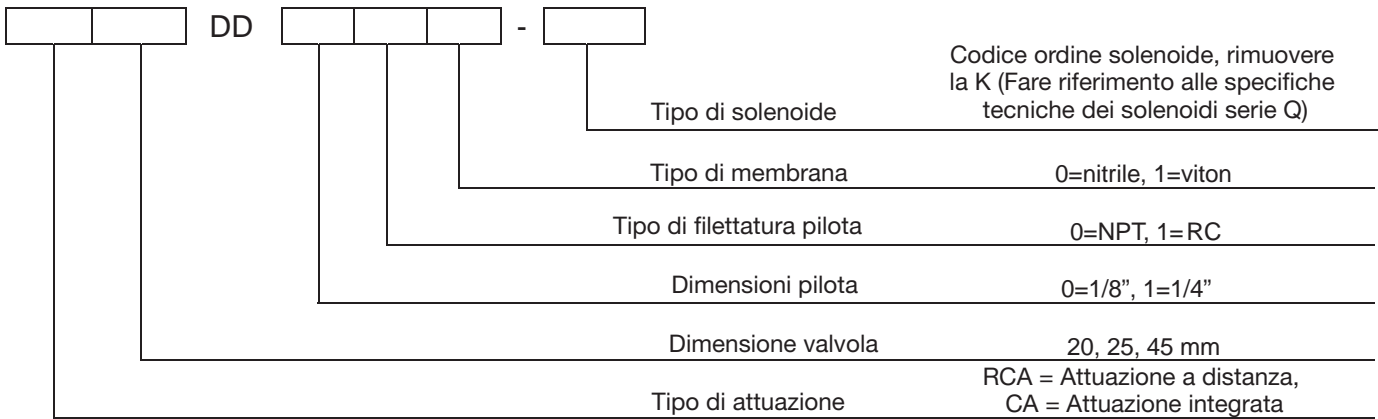 DD -
Codice ordine solenoide, rimuovere
la K (Fare riferimento alle specifiche
tecniche dei solenoidi serie Q)
Tipo di solenoide
Tipo di membrana 0=nitrile, 1=viton
Tipo di filettatura pilota 0=NPT, 1=RC
Dimensioni pilota 0=1/8”, 1=1/4”
Dimensione valvola 20, 25, 45 mm
RCA = Attuazione a distanza,
Tipo di attuazione CA = Attuazione integrata